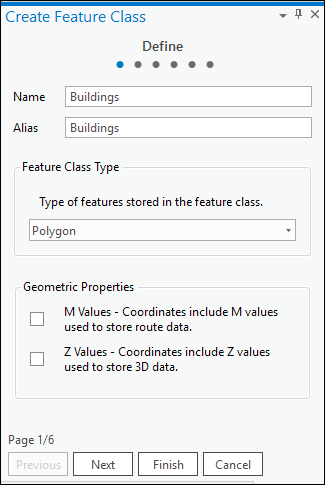 Create Feature Class
Define
Name Buildings
Alias Buildings
Feature Class Type
Type of features stored in the feature class.
Polygon
Geometric Properties
M Values - Coordinates include M values
used to store route data.
Z Values - Coordinates include Z values
used to store 3D data.
Page 1/6
Previous Next Finish Cancel